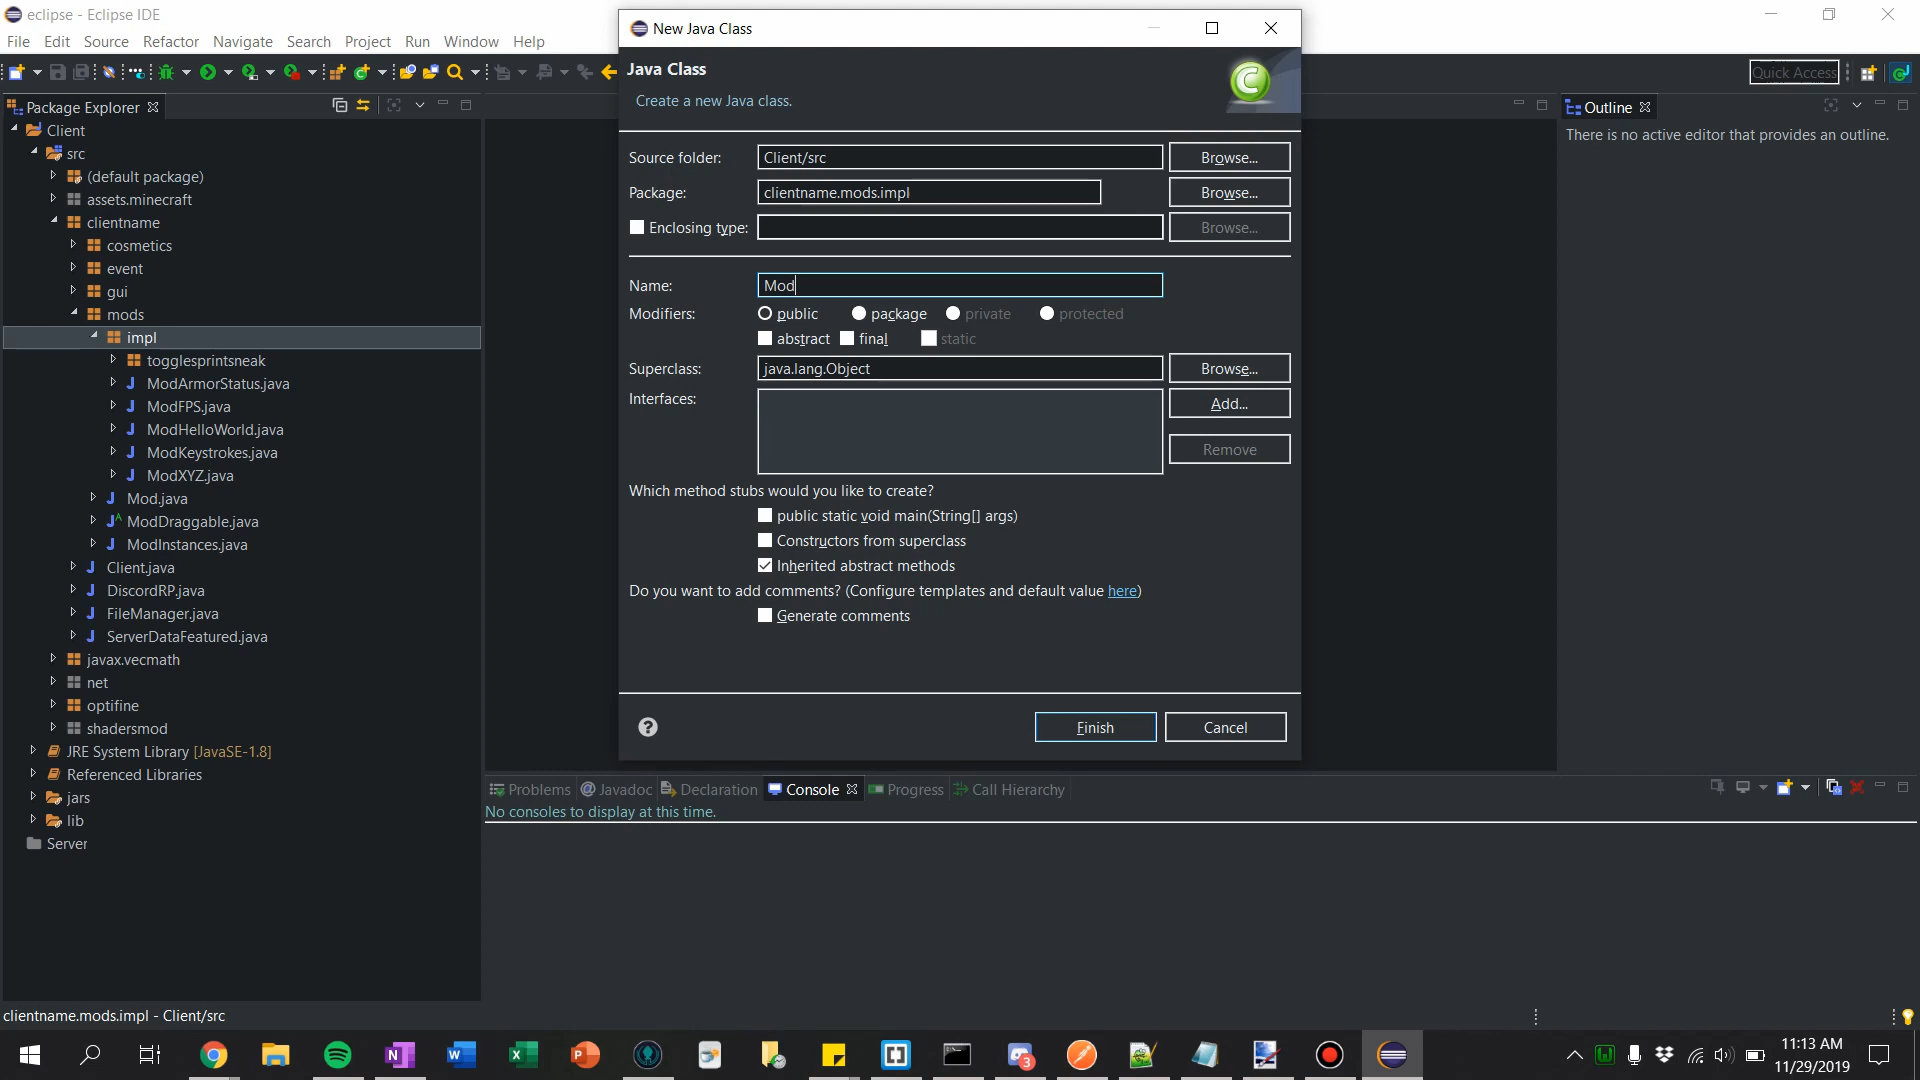 eclipse - Eclipse IDE
File Edit Source Refactor Navigate Search Project Run Window Help
Quick Access
Package Explorer
Client
src
(default package)
assets.minecraft
clientname
cosmetics
event
gui
mods
impl
togglesprintsneak
ModArmorStatus.java
ModFPS.java
ModHelloWorld.java
ModKeystrokes.java
ModXYZ.java
Mod.java
ModDraggable.java
ModInstances.java
Client.java
DiscordRP.java
FileManager.java
ServerDataFeatured.java
javax.vecmath
net
optifine
shadersmod
JRE System Library [JavaSE-1.8]
Referenced Libraries
jars
lib
Server
New Java Class
Java Class
Create a new Java class.
Source folder: Client/src Browse...
Package: clientname.mods.impl Browse...
Enclosing type: Browse...
Name: Mod
Modifiers: public package private protected
abstract final static
Superclass: java.lang.Object Browse...
Interfaces: Add...
Remove
Which method stubs would you like to create?
public static void main(String[] args)
Constructors from superclass
Inherited abstract methods
Do you want to add comments? (Configure templates and default value here)
Generate comments
Finish Cancel
Outline
There is no active editor that provides an outline.
Problems Javadoc Declaration Console Progress Call Hierarchy
No consoles to display at this time.
clientname.mods.impl - Client/src
3
11:13 AM
11/29/2019